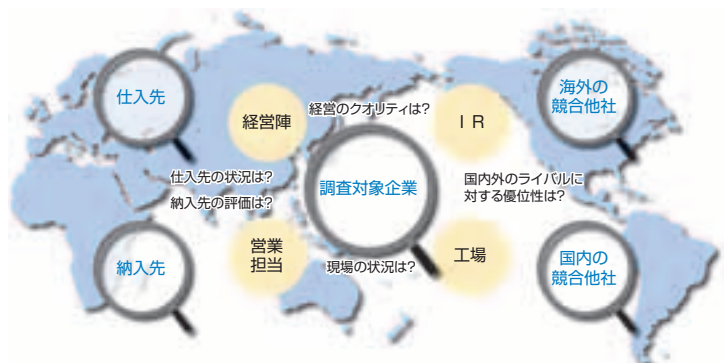 仕入先
海外の
競合他社
経営陣
経営のクオリティは?
I R
仕入先の状況は?
納入先の評価は?
調査対象企業
国内外のライバルに
対する優位性は?
営業
担当
現場の状況は?
工場
納入先
国内の
競合他社